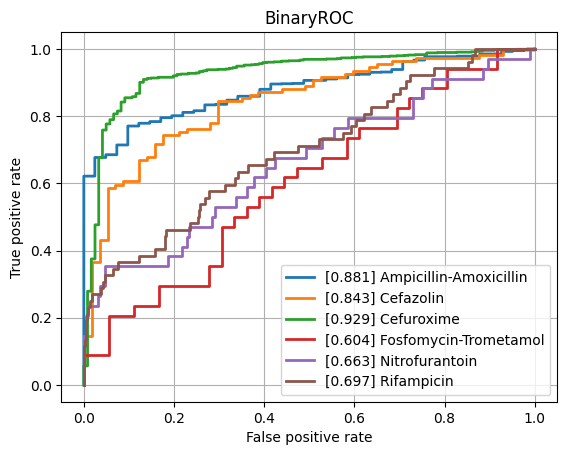 BinaryROC
True positive rate
1.0
0.8
0.6
0.4
0.2
0.0
[0.881] Ampicillin-Amoxicillin
[0.843] Cefazolin
[0.929] Cefuroxime
[0.604] Fosfomycin-Trometamol
[0.663] Nitrofurantoin
[0.697] Rifampicin
0.0 0.2 0.4 0.6 0.8 1.0
False positive rate